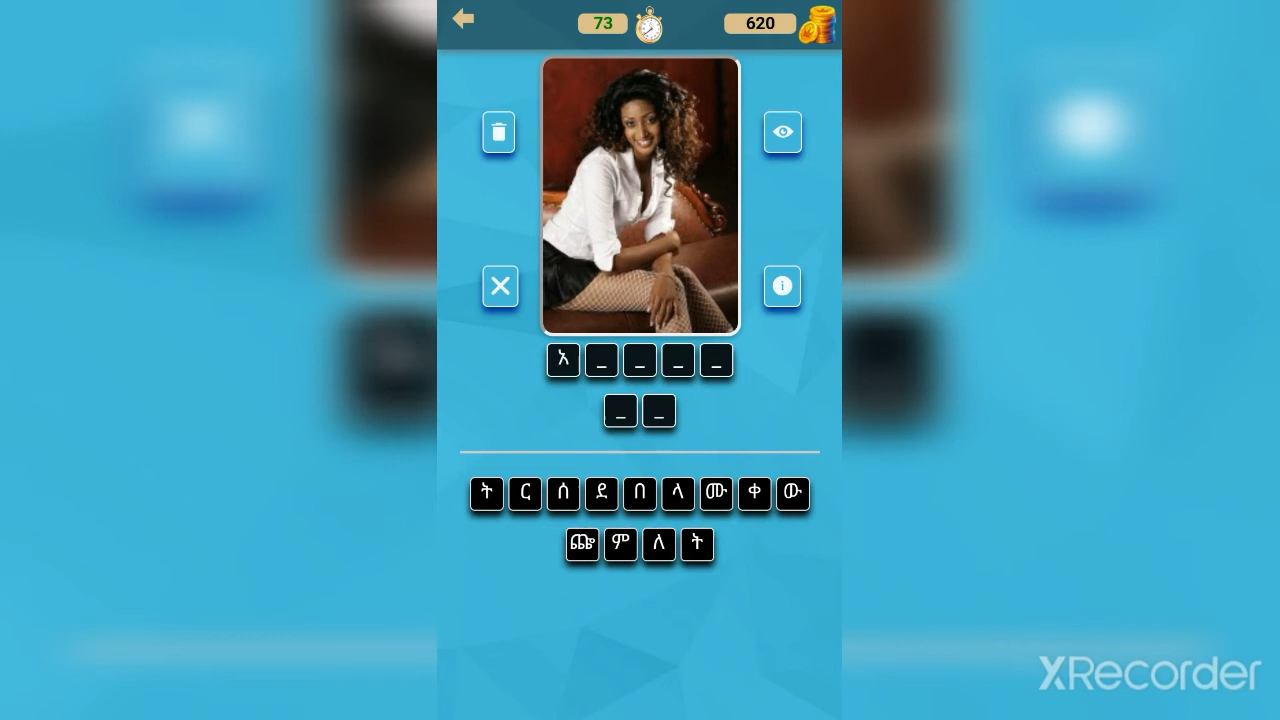 73 620
አ _ _ _ _
_ _
ት ር ሰ ደ በ ላ ሙ ቀ ው
ጬ ም ለ ት
XRecorder